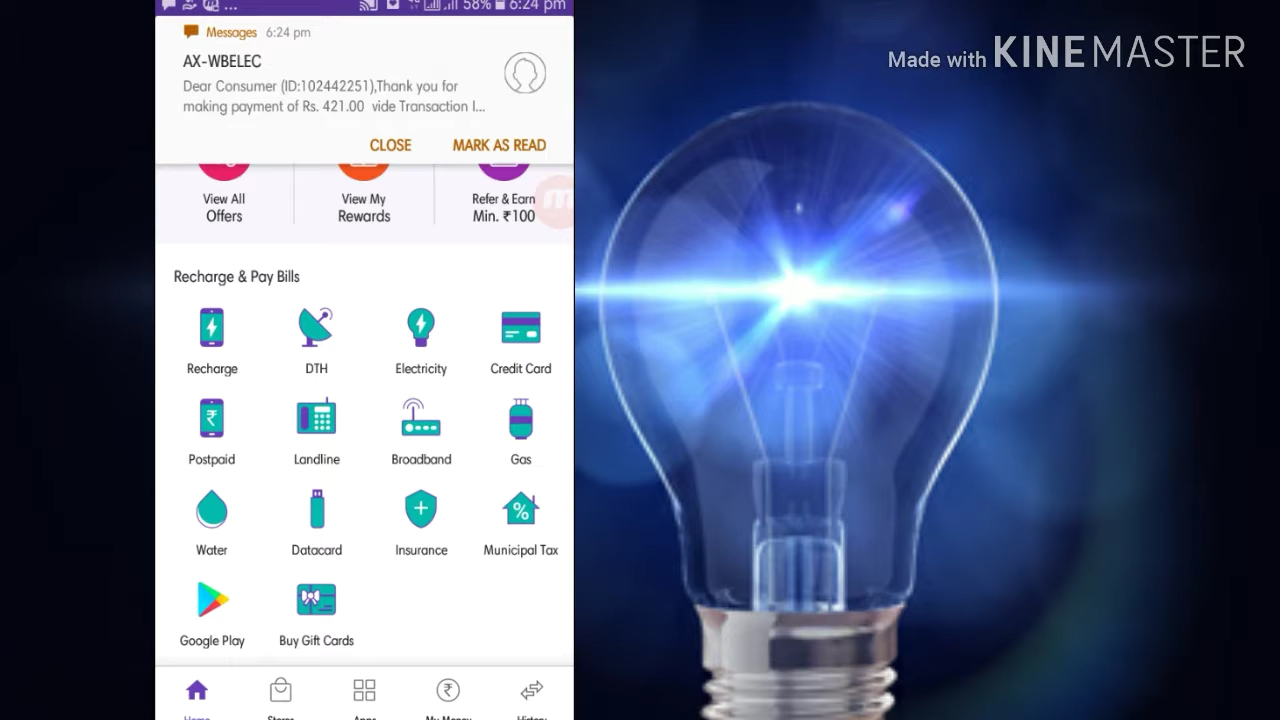 58% 6:24 pm
Messages 6:24 pm
AX-WBELEC
Dear Consumer (ID:102442251),Thank you for
making payment of Rs. 421.00 vide Transaction I...
CLOSE MARK AS READ
Made with KINEMASTER
View All
Offers
View My
Rewards
Refer & Earn
Min. ₹100
Recharge & Pay Bills
Recharge DTH Electricity Credit Card
Postpaid Landline Broadband Gas
Water Datacard Insurance Municipal Tax
Google Play Buy Gift Cards
Home Stores Apps My Money History